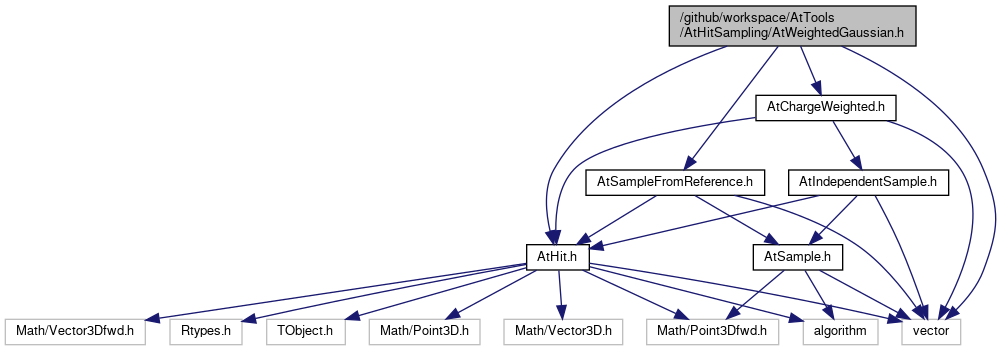 /github/workspace/AtTools
/AtHitSampling/AtWeightedGaussian.h
AtChargeWeighted.h
AtSampleFromReference.h
AtIndependentSample.h
AtHit.h
AtSample.h
Math/Vector3Dfwd.h
Rtypes.h
TObject.h
Math/Point3D.h
Math/Vector3D.h
Math/Point3Dfwd.h
algorithm
vector